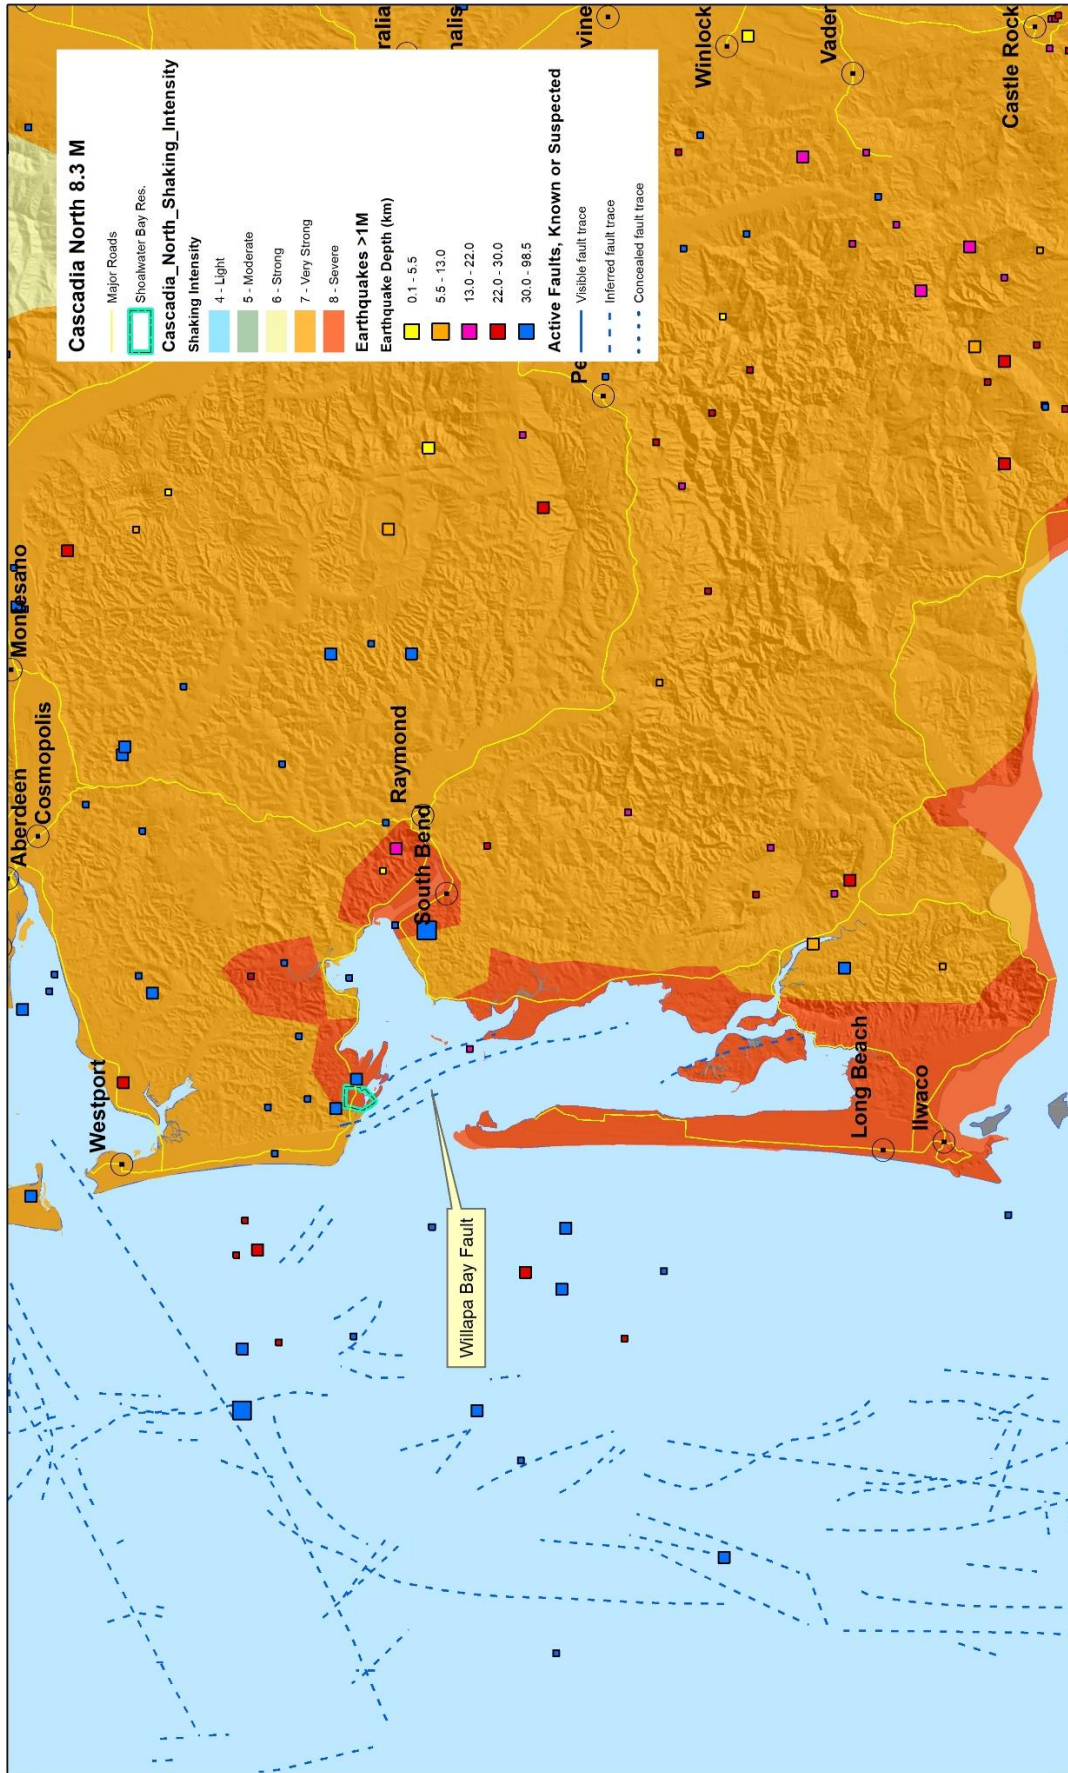 Cascadia North 8.3 M
Major Roads
Shoalwater Bay Res.
Cascadia_North_Shaking_Intensity
Shaking Intensity
4 - Light
5 - Moderate
6 - Strong
7 - Very Strong
8 - Severe
Earthquakes >1M
Earthquake Depth (km)
0.1 - 5.5
5.5 - 13.0
13.0 - 22.0
22.0 - 30.0
30.0 - 98.5
Active Faults, Known or Suspected
Visible fault trace
Inferred fault trace
Concealed fault trace
Aberdeen
Cosmopolis
Montesano
Westport
Raymond
South Bend
Willapa Bay Fault
Long Beach
Ilwaco
Pe
ralia
halis
vine
Winlock
Vader
Castle Rock